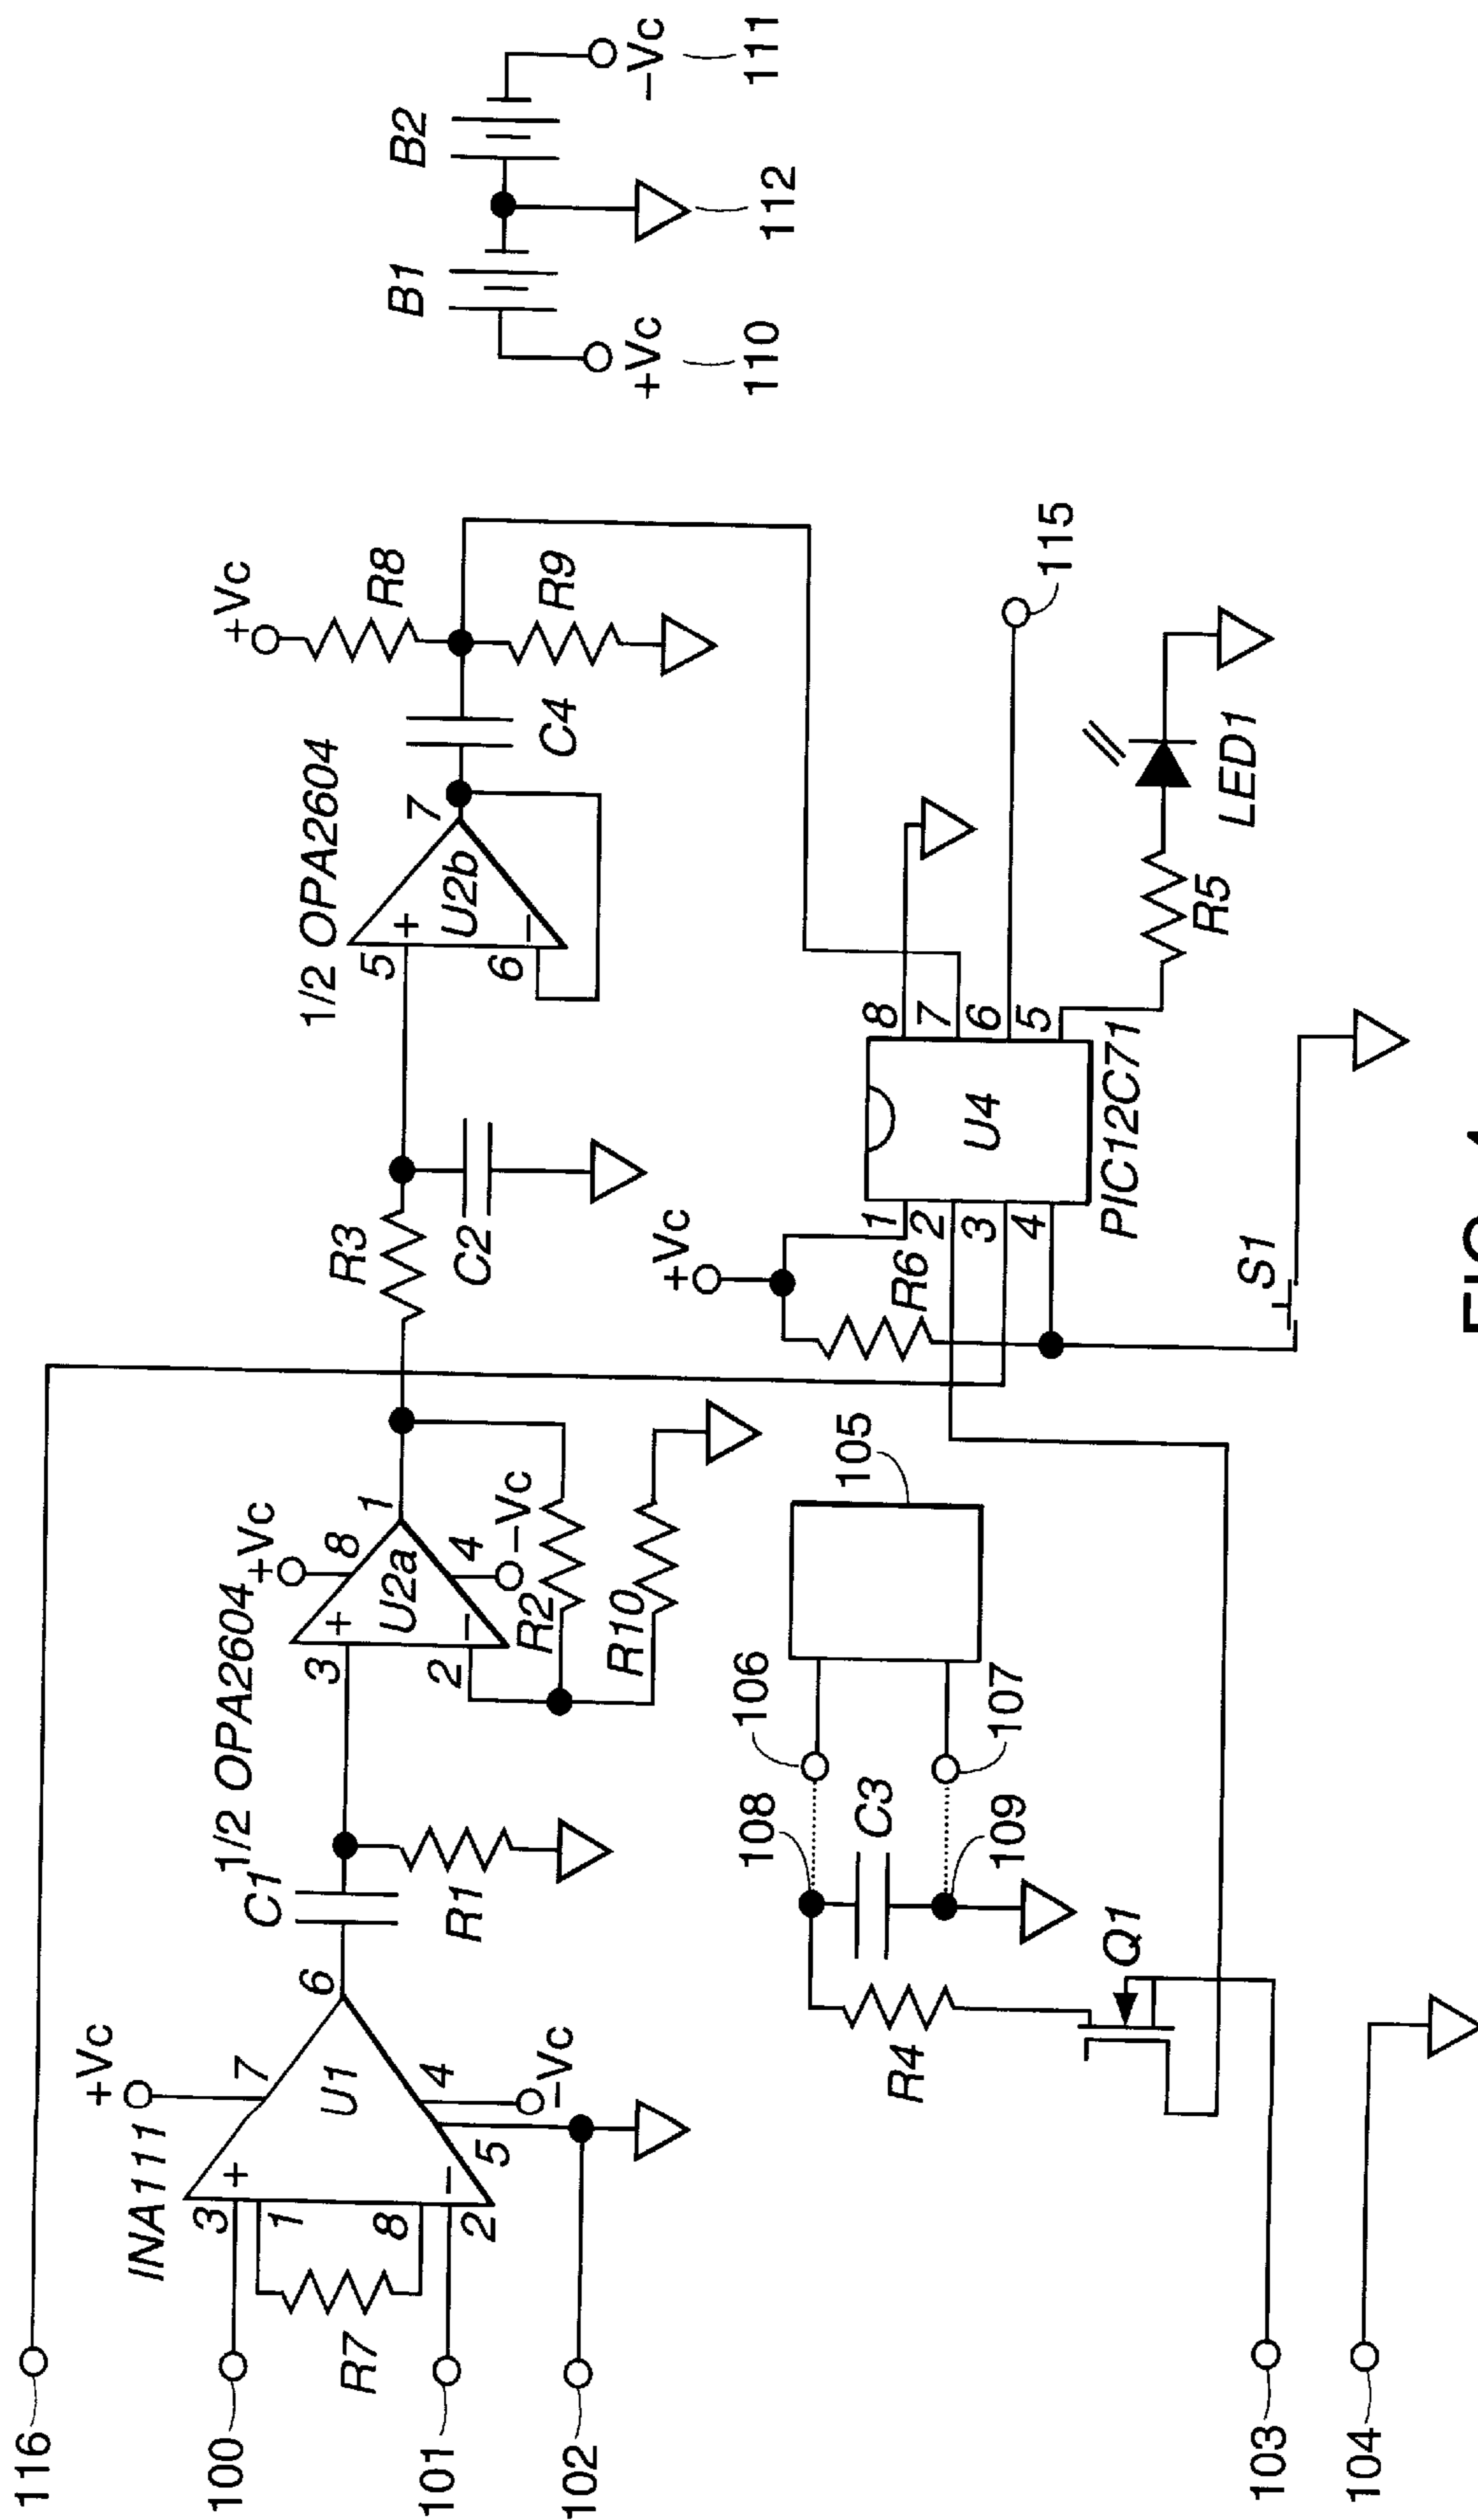 116
100
101
102
103
104
INA111
+Vc
3
+
1
8
–
2
R7
7
U1
6
4
5
–Vc
C1
R1
1/2 OPA2604
+Vc
3
+
8
U2a
1
2
–
4
–Vc
R2
R10
R3
C2
1/2 OPA2604
5
+
U2b
7
6
–
C4
+Vc
R8
R9
B1
B2
+Vc
–Vc
110
112
111
R4
Q1
108
C3
109
106
107
105
+Vc
R6
1
2
3
4
U4
8
7
6
5
PIC12C71
S1
R5
LED1
115